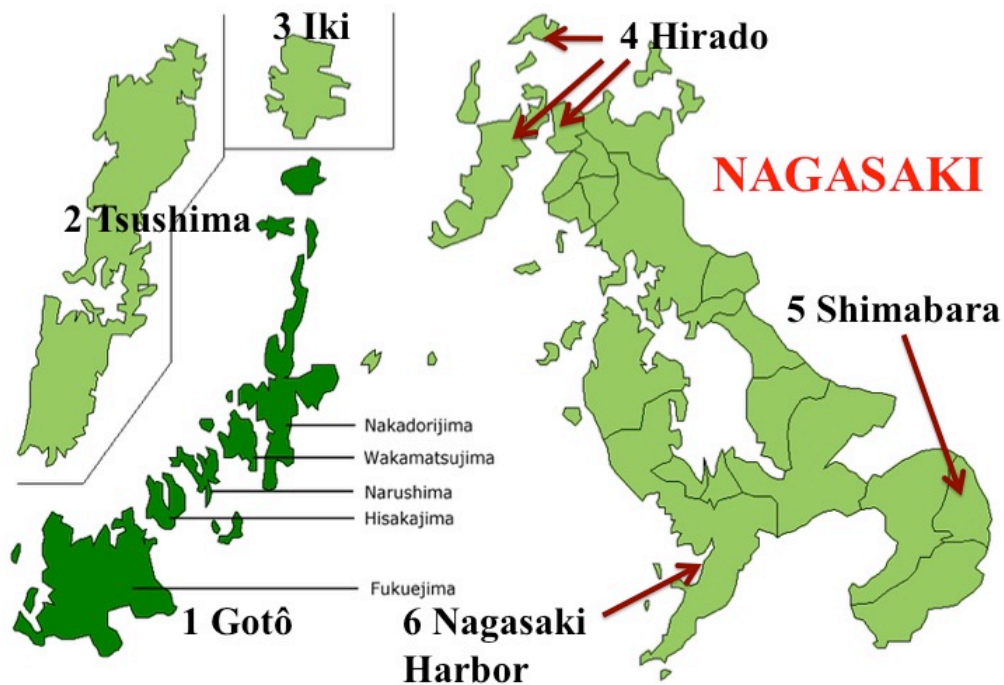 3 Iki
4 Hirado
NAGASAKI
2 Tsushima
5 Shimabara
Nakadorijima
Wakamatsujima
Narushima
Hisakajima
Fukuejima
1 Gotô
6 Nagasaki
Harbor